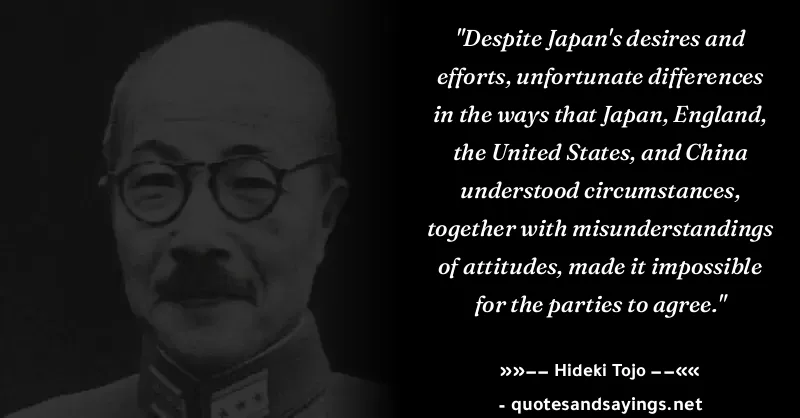 "Despite Japan's desires and
efforts, unfortunate differences
in the ways that Japan, England,
the United States, and China
understood circumstances,
together with misunderstandings
of attitudes, made it impossible
for the parties to agree."
»»−− Hideki Tojo −−««
- quotesandsayings.net